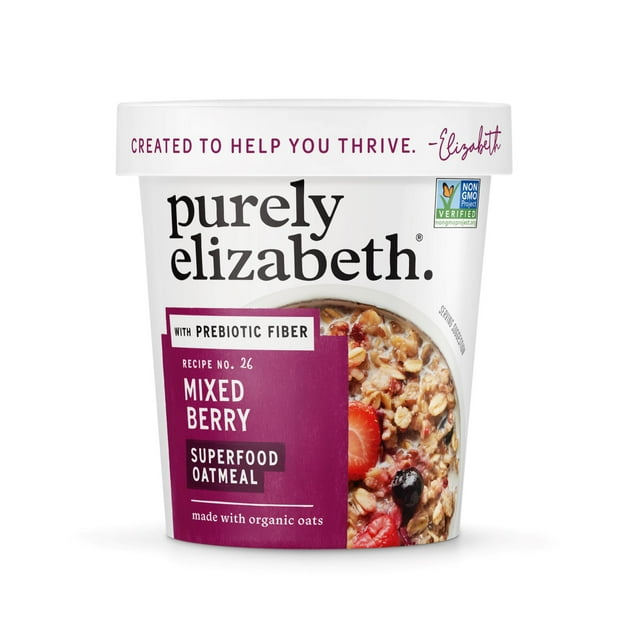 CREATED TO HELP YOU THRIVE. -Elizabeth
purely
elizabeth®.
NON
GMO
Project
VERIFIED
nongmoproject.org
SERVING SUGGESTION
WITH PREBIOTIC FIBER
RECIPE NO. 26
MIXED
BERRY
SUPERFOOD
OATMEAL
made with organic oats